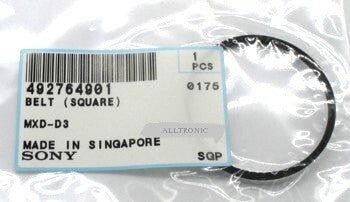 492764901
1
PCS
BELT (SQUARE)
0175
MXD-D3
ALLTRONIC
MADE IN SINGAPORE
SONY
SGP